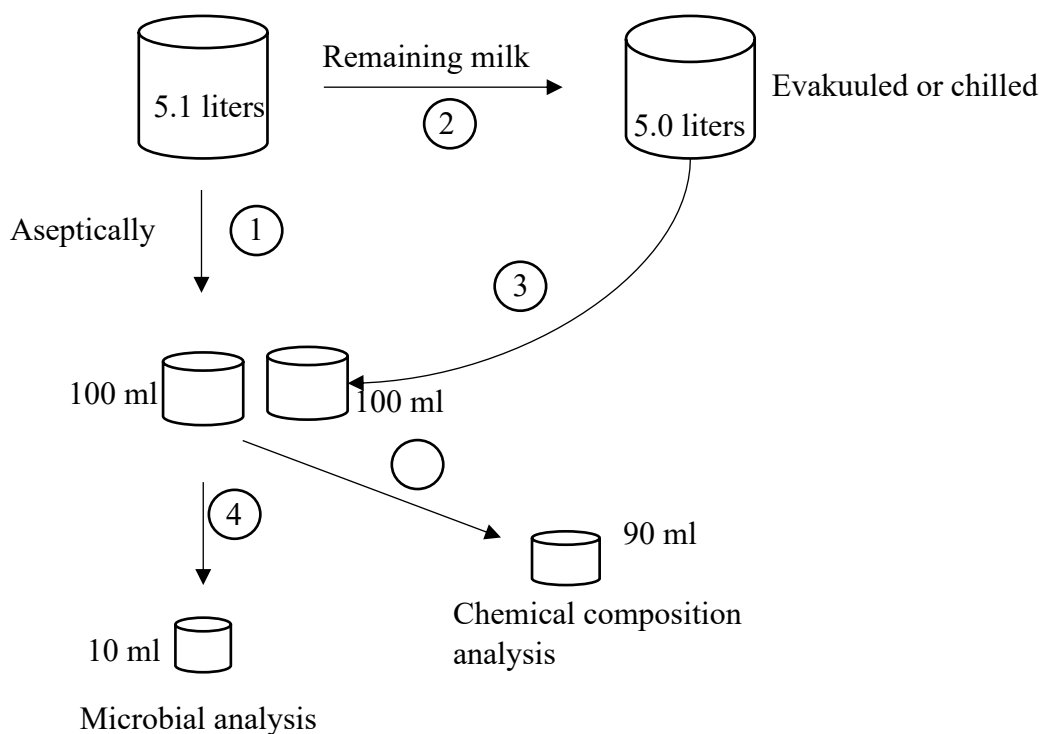 Remaining milk
5.1 liters
2
5.0 liters
Evakuuled or chilled
Aseptically
1
3
100 ml
100 ml
4
90 ml
Chemical composition
analysis
10 ml
Microbial analysis